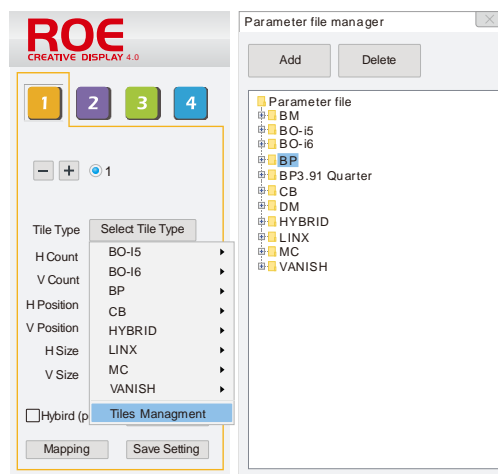 ROE
CREATIVE DISPLAY 4.0
1 2 3 4
1
Tile Type Select Tile Type
H Count
V Count
H Position
V Position
H Size
V Size
BO-I5
BO-I6
BP
CB
HYBRID
LINX
MC
VANISH
Tiles Managment
Hybird (p
Mapping Save Setting
Parameter file manager
Add Delete
Parameter file
BM
BO-i5
BO-i6
BP
BP3.91 Quarter
CB
DM
HYBRID
LINX
MC
VANISH